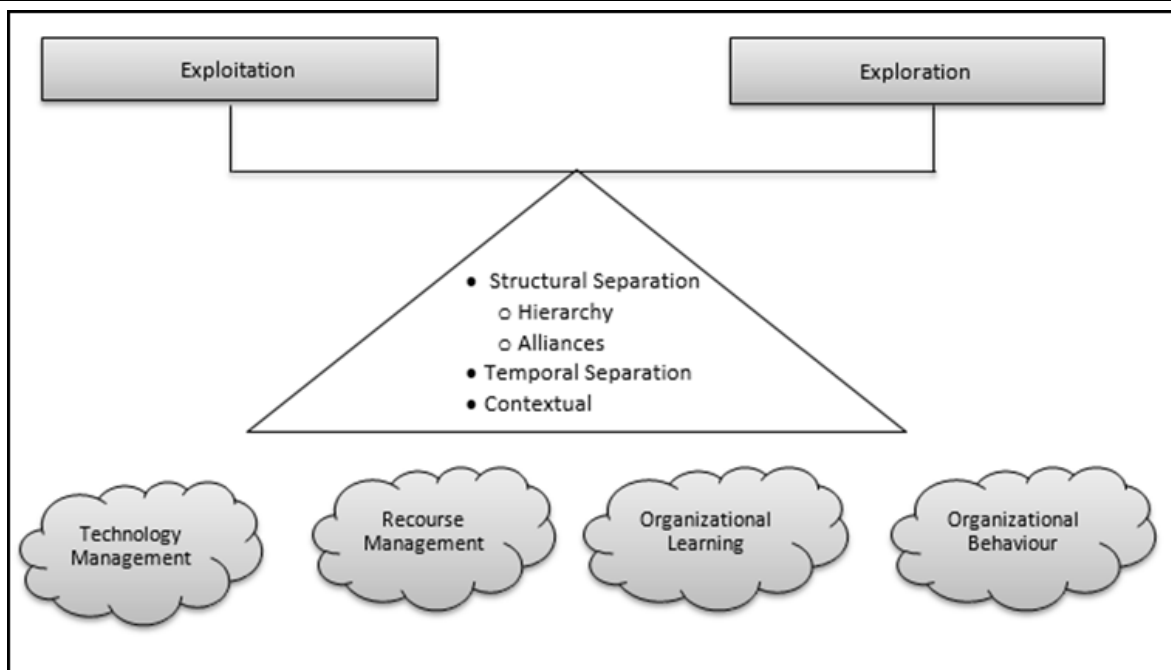 Exploitation
Exploration
• Structural Separation
o Hierarchy
o Alliances
• Temporal Separation
• Contextual
Technology
Management
Recourse
Management
Organizational
Learning
Organizational
Behaviour